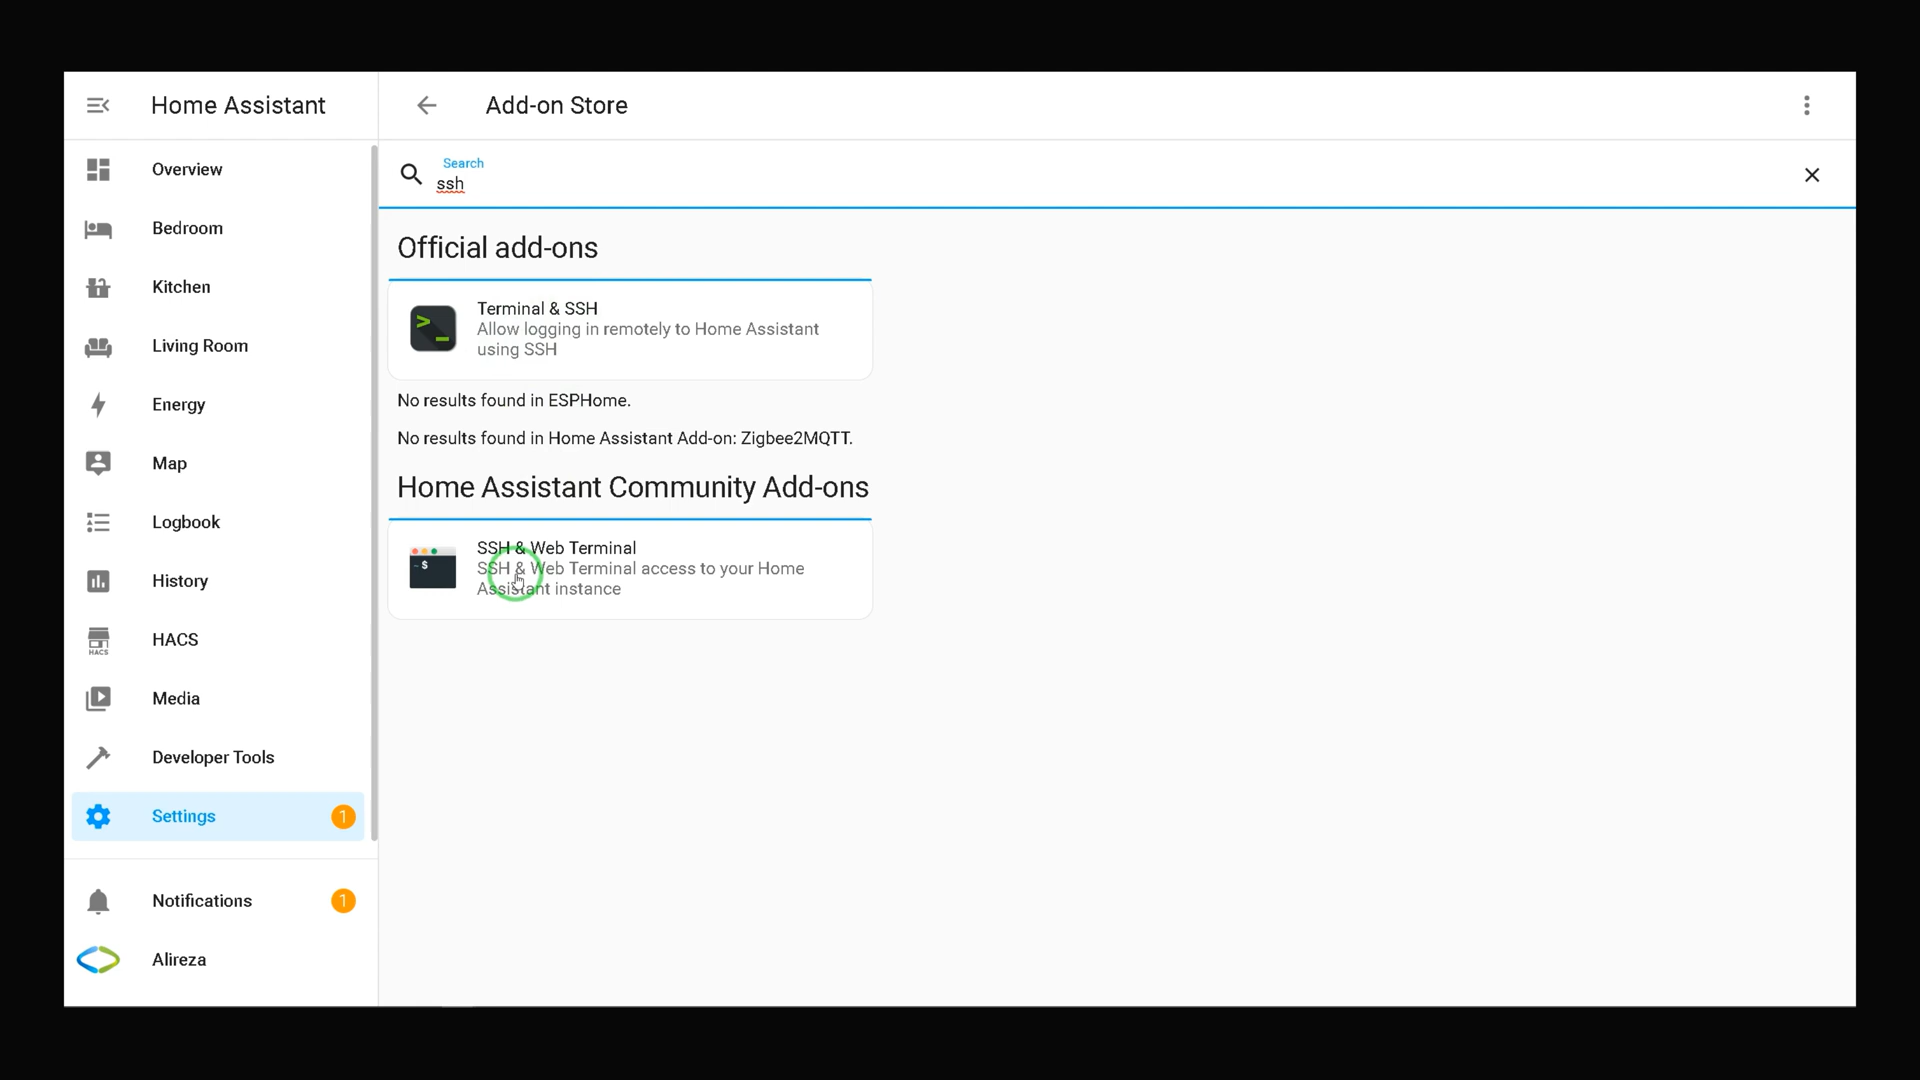 Home Assistant
Add-on Store
Overview
Bedroom
Kitchen
Living Room
Energy
Map
Logbook
History
HACS
HACS
Media
Developer Tools
Settings
1
Notifications
1
Alireza
Search
ssh
Official add-ons
Terminal & SSH
Allow logging in remotely to Home Assistant
using SSH
No results found in ESPHome.
No results found in Home Assistant Add-on: Zigbee2MQTT.
Home Assistant Community Add-ons
~ $
SSH & Web Terminal
SSH & Web Terminal access to your Home
Assistant instance